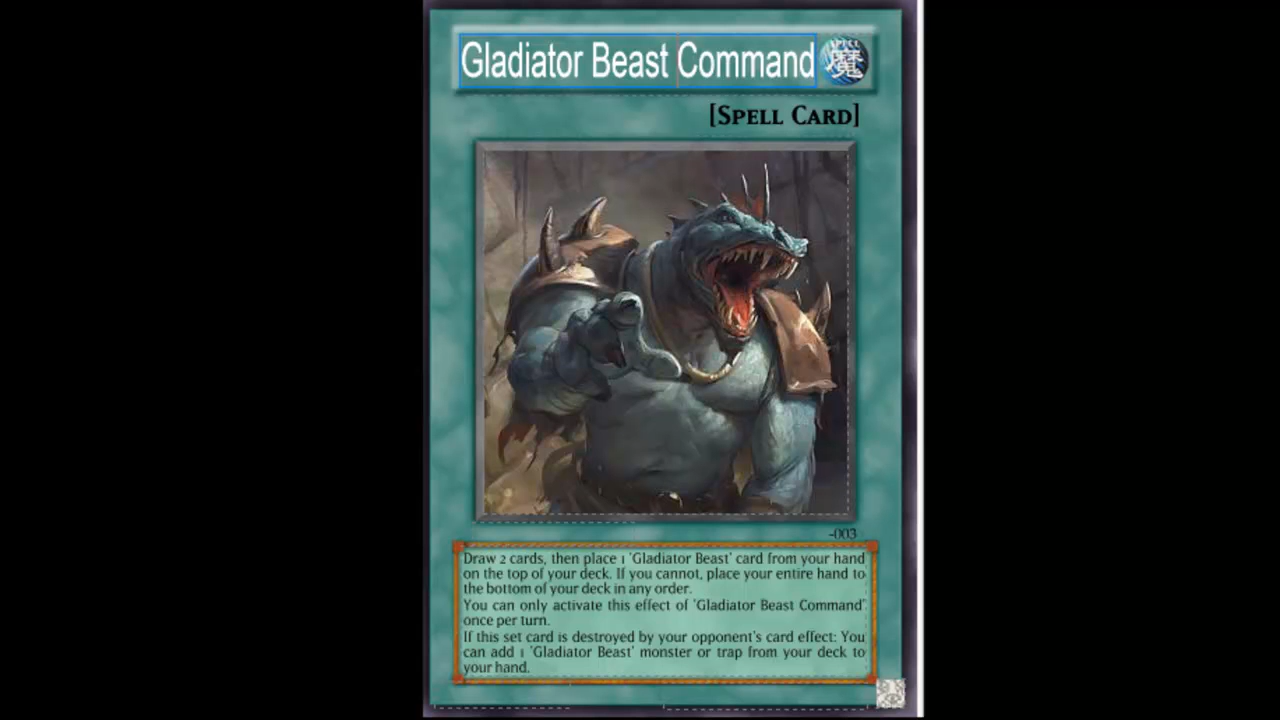 Gladiator Beast Command
SPELL
魔
[SPELL CARD]
-003
Draw 2 cards, then place 1 'Gladiator Beast' card from your hand
on the top of your deck. If you cannot, place your entire hand to
the bottom of your deck in any order.
You can only activate this effect of 'Gladiator Beast Command'
once per turn.
If this set card is destroyed by your opponent's card effect: You
can add 1 'Gladiator Beast' monster or trap from your deck to
your hand.